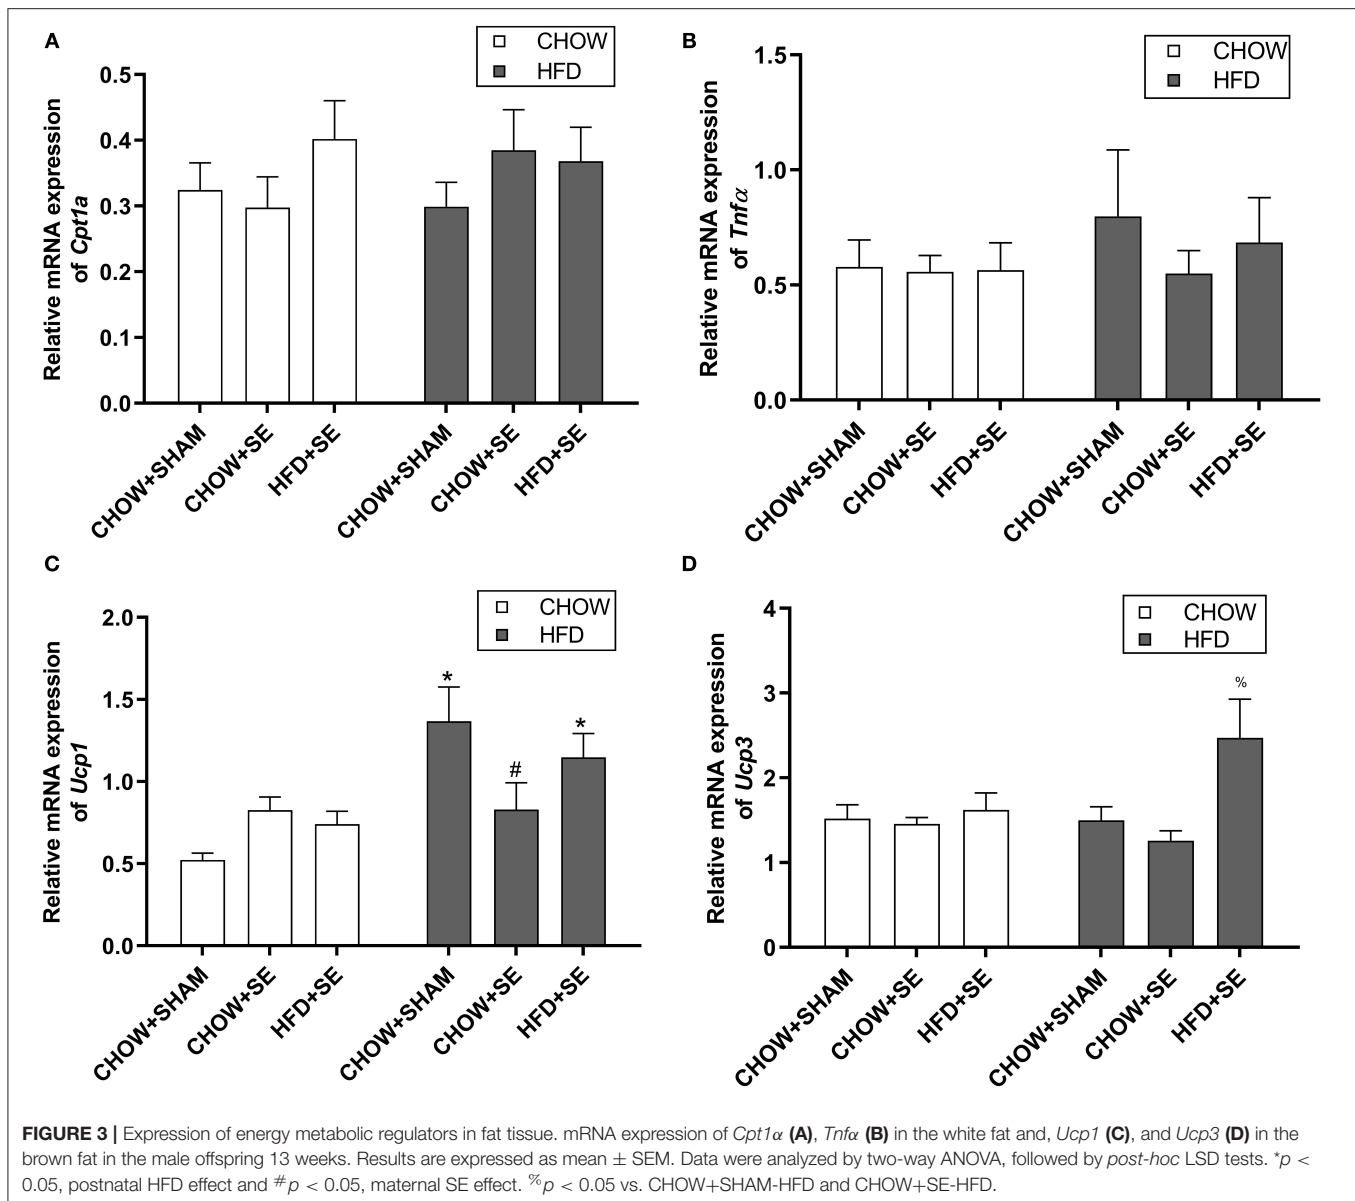 A
CHOW
HFD
Relative mRNA expression
of Cpt1a
0.5
0.4
0.3
0.2
0.1
0.0
CHOW+SHAM
CHOW+SE
HFD+SE
CHOW+SHAM
CHOW+SE
HFD+SE
B
CHOW
HFD
Relative mRNA expression
of Tnfα
1.5
1.0
0.5
0.0
CHOW+SHAM
CHOW+SE
HFD+SE
CHOW+SHAM
CHOW+SE
HFD+SE
C
CHOW
HFD
Relative mRNA expression
of Ucp1
2.0
1.5
1.0
0.5
0.0
*
#
*
CHOW+SHAM
CHOW+SE
HFD+SE
CHOW+SHAM
CHOW+SE
HFD+SE
D
CHOW
HFD
Relative mRNA expression
of Ucp3
4
3
2
1
0
%
CHOW+SHAM
CHOW+SE
HFD+SE
CHOW+SHAM
CHOW+SE
HFD+SE
FIGURE 3 | Expression of energy metabolic regulators in fat tissue. mRNA expression of Cpt1α (A), Tnfα (B) in the white fat and, Ucp1 (C), and Ucp3 (D) in the
brown fat in the male offspring 13 weeks. Results are expressed as mean ± SEM. Data were analyzed by two-way ANOVA, followed by post-hoc LSD tests. *p <
0.05, postnatal HFD effect and #p < 0.05, maternal SE effect. %p < 0.05 vs. CHOW+SHAM-HFD and CHOW+SE-HFD.